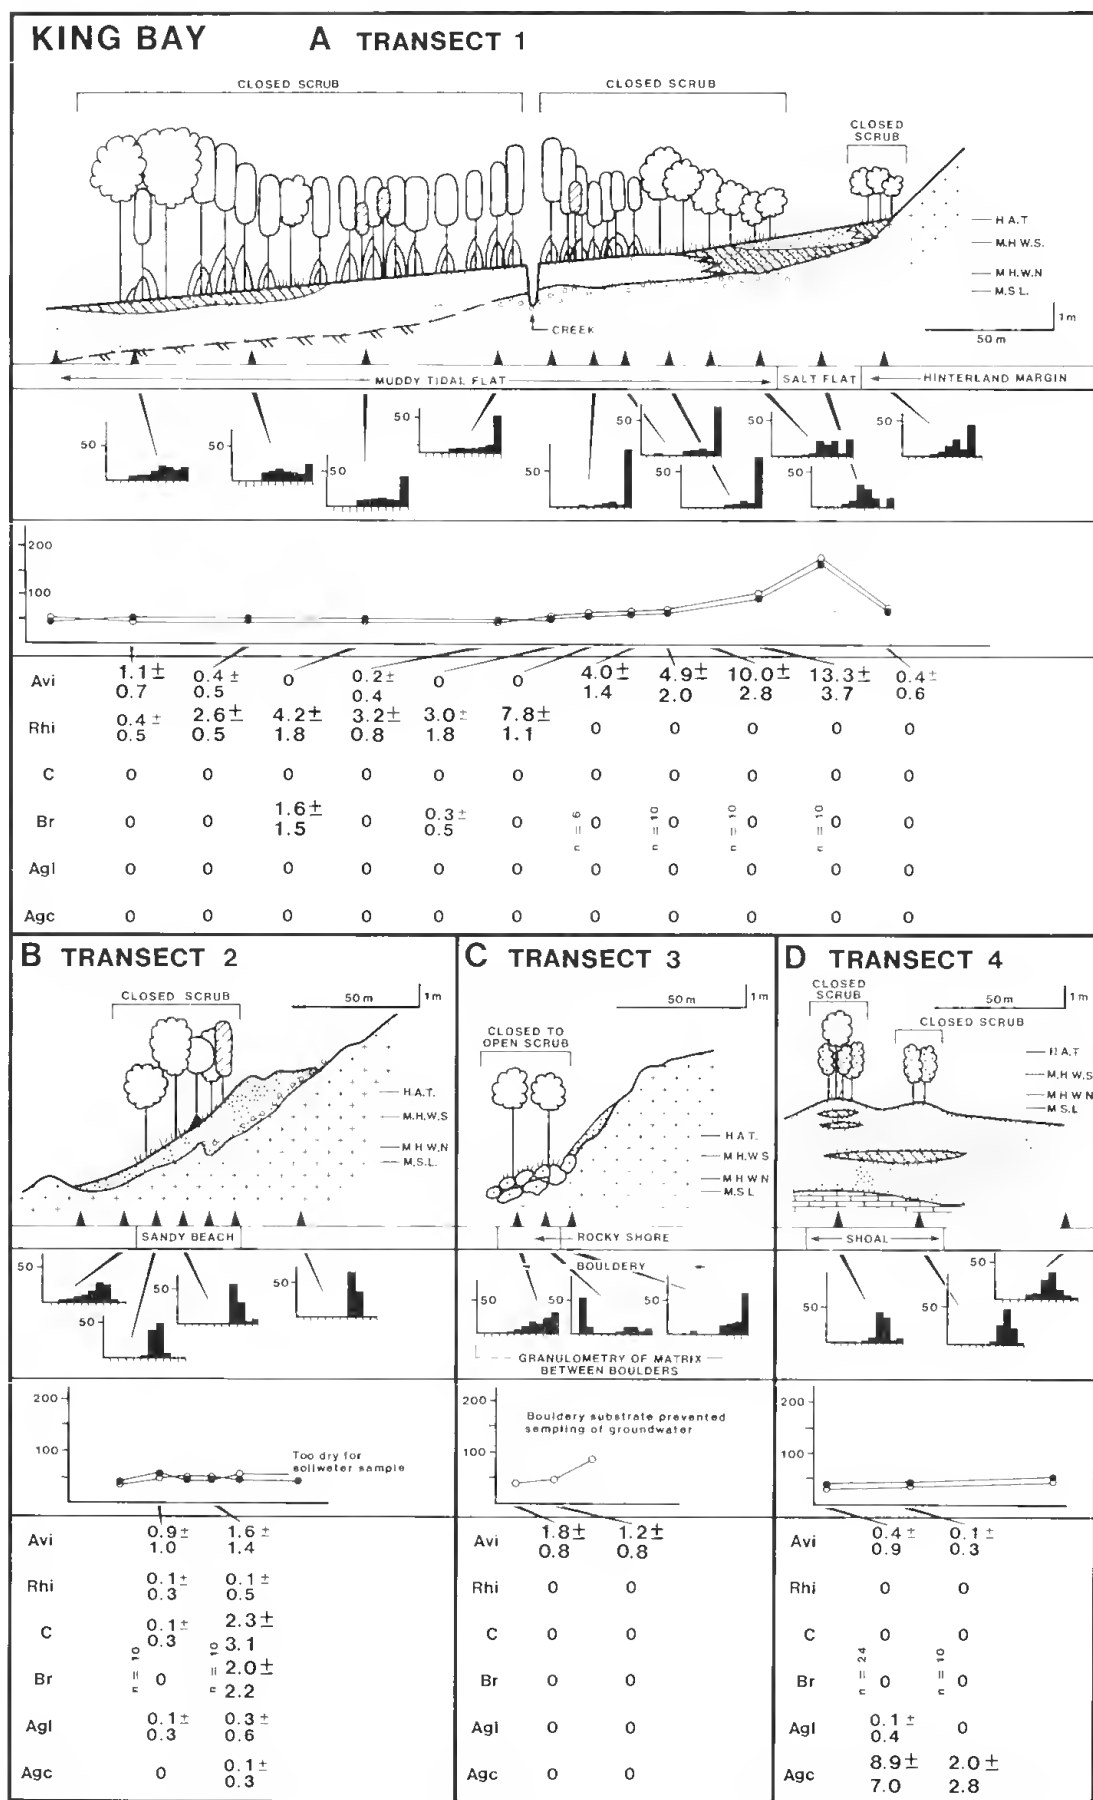 KING BAY A TRANSECT 1
CLOSED SCRUB CLOSED SCRUB
CLOSED
SCRUB
H.A.T
M.H.W.S.
M.H.W.N
M.S.L.
1m
50m
CREEK
MUDDY TIDAL FLAT SALT FLAT HINTERLAND MARGIN
50 50 50 50 50 50 50 50 50 50
200
100
Avi 1.1± 0.4± 0 0.2± 0 0 4.0± 4.9± 10.0± 13.3± 0.4±
0.7 0.5 0.4 1.4 2.0 2.8 3.7 0.6
Rhi 0.4± 2.6± 4.2± 3.2± 3.0± 7.8± 0 0 0 0 0
0.5 0.5 1.8 0.8 1.8 1.1
C 0 0 0 0 0 0 0 0 0 0 0
Br 0 0 1.6± 0 0.3± 0 n = 6 0 n = 10 0 n = 10 0 n = 10 0 0
1.5 0.5
Agl 0 0 0 0 0 0 0 0 0 0 0
Agc 0 0 0 0 0 0 0 0 0 0 0
B TRANSECT 2
CLOSED SCRUB
50m 1m
H.A.T.
M.H.W.S
M.H.W.N
M.S.L.
SANDY BEACH
50 50 50 50
200
100
Too dry for
soilwater sample
Avi 0.9± 1.6±
1.0 1.4
Rhi 0.1± 0.1±
0.3 0.5
C 0.1± 2.3±
0.3 3.1
Br n = 10 0 n = 10 2.0±
2.2
Agl 0.1± 0.3±
0.3 0.6
Agc 0 0.1±
0.3
C TRANSECT 3
50m 1m
CLOSED TO
OPEN SCRUB
H.A.T.
M.H.W.S
M.H.W.N
M.S.L
ROCKY SHORE
BOULDERY
50 50 50
GRANULOMETRY OF MATRIX
BETWEEN BOULDERS
200
100
Bouldery substrate prevented
sampling of groundwater
Avi 1.8± 1.2±
0.8 0.8
Rhi 0 0
C 0 0
Br 0 0
Agl 0 0
Agc 0 0
D TRANSECT 4
CLOSED
SCRUB
50m 1m
CLOSED SCRUB
H.A.T.
M.H.W.S
M.H.W.N
M.S.L
SHOAL
50 50 50
200
100
Avi 0.4± 0.1±
0.9 0.3
Rhi 0 0
C 0 0
Br n = 24 0 n = 10 0
Agl 0.1± 0
0.4
Agc 8.9± 2.0±
7.0 2.8